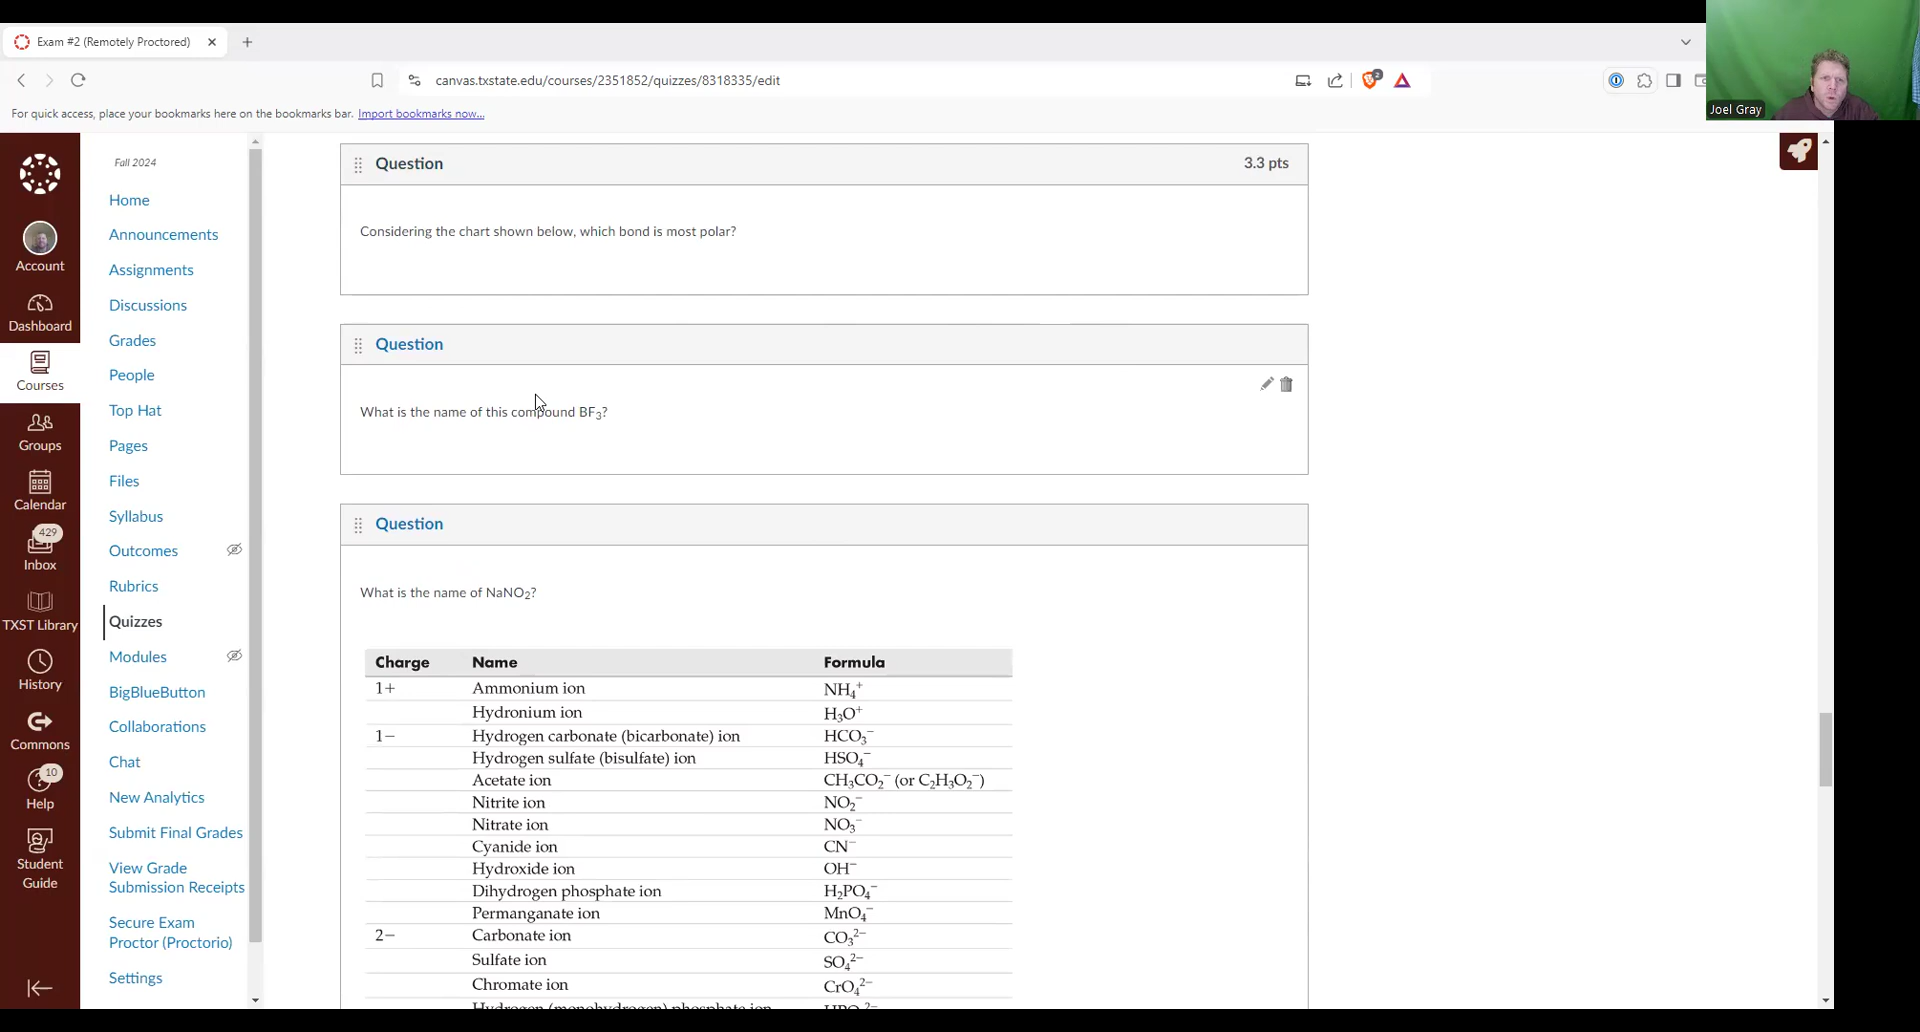 Exam #2 (Remotely Proctored)
canvas.txstate.edu/courses/2351852/quizzes/8318335/edit
2
For quick access, place your bookmarks here on the bookmarks bar. Import bookmarks now...
Joel Gray
Account
Dashboard
Courses
Groups
Calendar
429
Inbox
TXST Library
History
Commons
10
Help
Student
Guide
Fall 2024
Home
Announcements
Assignments
Discussions
Grades
People
Top Hat
Pages
Files
Syllabus
Outcomes
Rubrics
Quizzes
Modules
BigBlueButton
Collaborations
Chat
New Analytics
Submit Final Grades
View Grade
Submission Receipts
Secure Exam
Proctor (Proctorio)
Settings
Question 3.3 pts
Considering the chart shown below, which bond is most polar?
Question
What is the name of this compound BF₃?
Question
What is the name of NaNO₂?
Charge Name Formula
1+ Ammonium ion NH₄⁺
Hydronium ion H₃O⁺
1− Hydrogen carbonate (bicarbonate) ion HCO₃⁻
Hydrogen sulfate (bisulfate) ion HSO₄⁻
Acetate ion CH₃CO₂⁻ (or C₂H₃O₂⁻)
Nitrite ion NO₂⁻
Nitrate ion NO₃⁻
Cyanide ion CN⁻
Hydroxide ion OH⁻
Dihydrogen phosphate ion H₂PO₄⁻
Permanganate ion MnO₄⁻
2− Carbonate ion CO₃²⁻
Sulfate ion SO₄²⁻
Chromate ion CrO₄²⁻
Hydrogen (monohydrogen) phosphate ion HPO₄²⁻